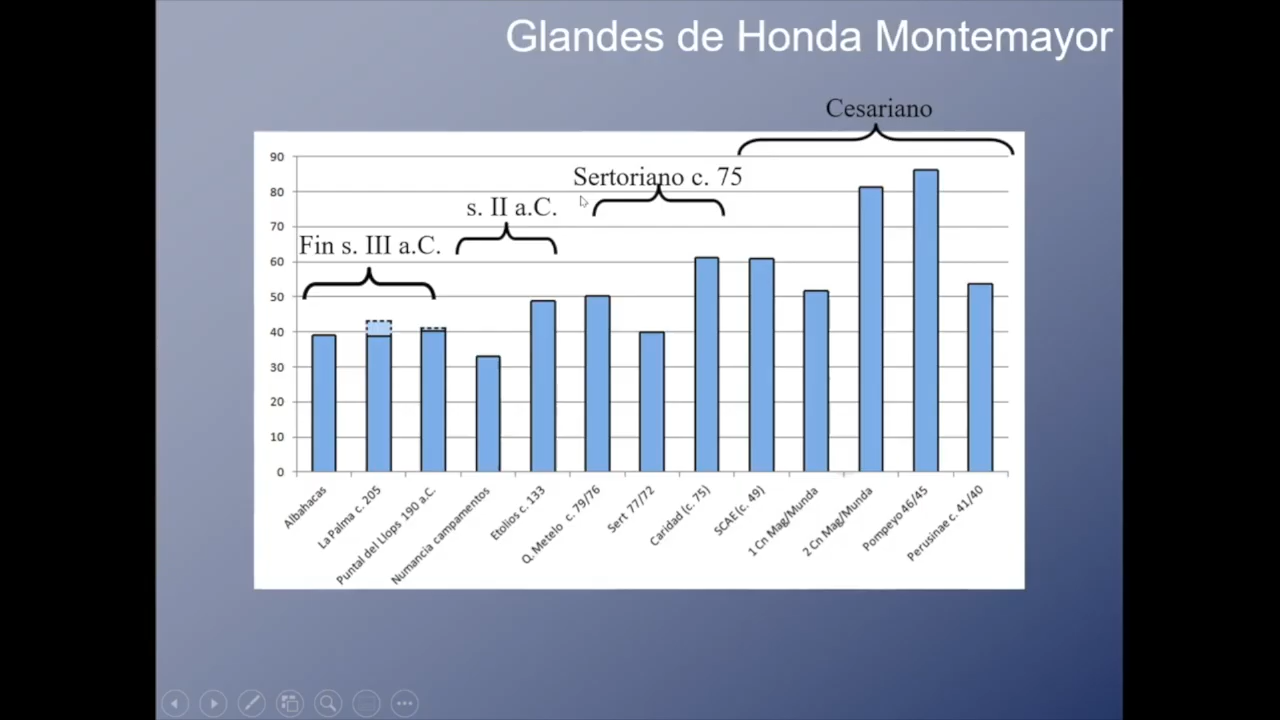 Glandes de Honda Montemayor
Cesariano
Sertoriano c. 75
s. II a.C.
Fin s. III a.C.
90
80
70
60
50
40
30
20
10
0
Albahacas
La Palma c. 205
Puntal del Llops 190 a.C.
Numancia campamentos
Etolios c. 133
Q. Metelo c. 79/76
Sert 77/72
Caridad (c. 75)
SCAE (c. 49)
1 Cn Mag/Munda
2 Cn Mag/Munda
Pompeyo 46/45
Perusinae c. 41/40